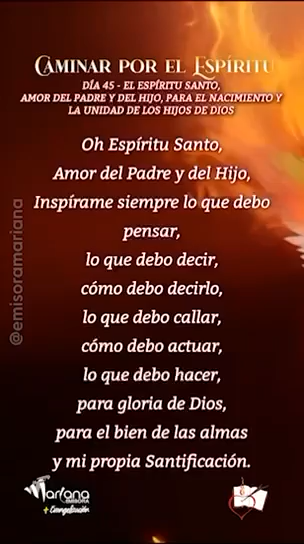 CAMINAR POR EL ESPÍRITU
DÍA 45 - EL ESPÍRITU SANTO,
AMOR DEL PADRE Y DEL HIJO, PARA EL NACIMIENTO Y
LA UNIDAD DE LOS HIJOS DE DIOS
Oh Espíritu Santo,
Amor del Padre y del Hijo,
Inspírame siempre lo que debo
pensar,
lo que debo decir,
cómo debo decirlo,
lo que debo callar,
cómo debo actuar,
lo que debo hacer,
para gloria de Dios,
para el bien de las almas
y mi propia Santificación.
@emisoramariana
Mariana
EMISORA
+ Evangelización